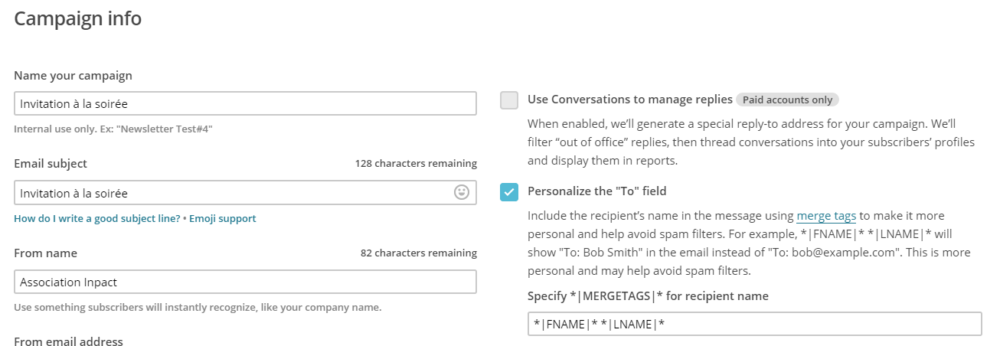 Campaign info
Name your campaign
Invitation à la soirée
Internal use only. Ex: "Newsletter Test#4"
Email subject
128 characters remaining
Invitation à la soirée
How do I write a good subject line? • Emoji support
From name
82 characters remaining
Association Inpact
Use something subscribers will instantly recognize, like your company name.
From email address
Use Conversations to manage replies Paid accounts only
When enabled, we’ll generate a special reply-to address for your campaign. We’ll
filter “out of office” replies, then thread conversations into your subscribers’ profiles
and display them in reports.
Personalize the "To" field
Include the recipient’s name in the message using merge tags to make it more
personal and help avoid spam filters. For example, *|FNAME|* *|LNAME|* will
show "To: Bob Smith" in the email instead of "To: bob@example.com". This is more
personal and may help avoid spam filters.
Specify *|MERGETAGS|* for recipient name
*|FNAME|* *|LNAME|*